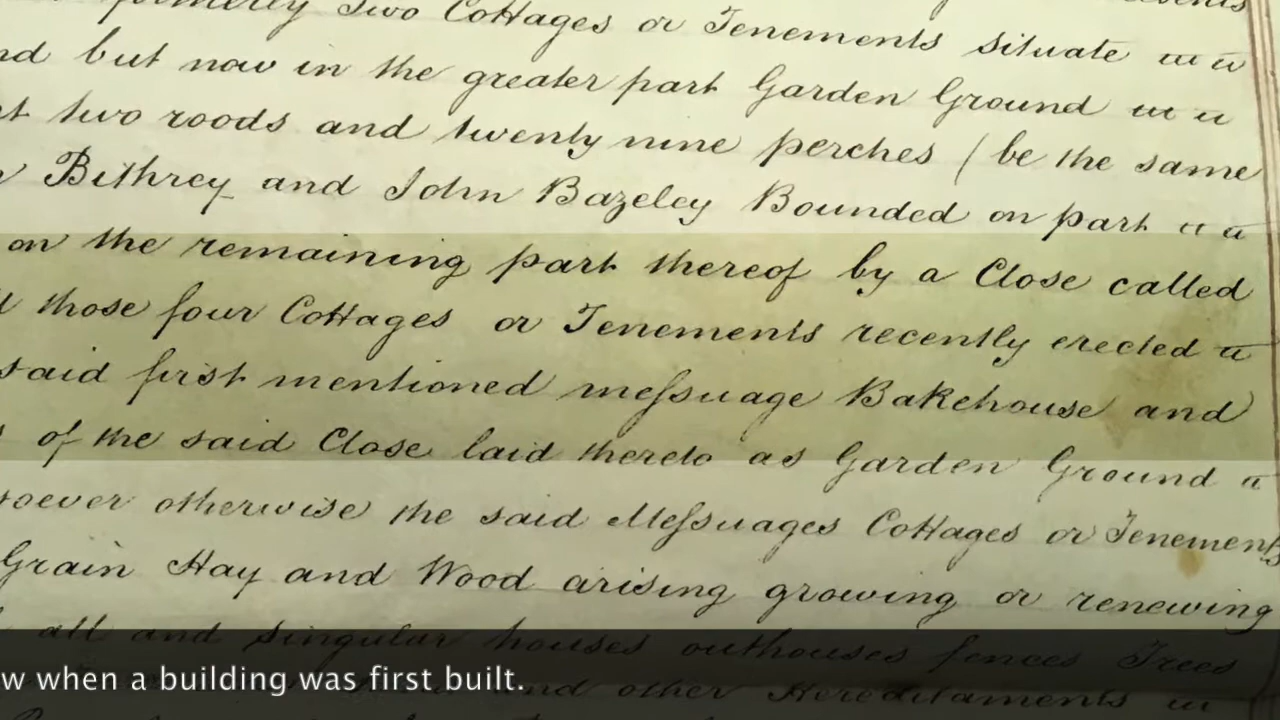 formerly Two Cottages or Tenements situate
but now in the greater part Garden Ground
two roods and twenty nine perches (be the same
Bithrey and John Bazeley Bounded on part
on the remaining part thereof by a Close called
those four Cottages or Tenements recently erected
said first mentioned meſsuage Bakehouse and
of the said Close laid thereto as Garden Ground
soever otherwise the said Meſsuages Cottages or Tenements
Grain Hay and Wood arising growing or renewing
all and singular houses outhouses fences Trees
and other Hereditaments
w when a building was first built.